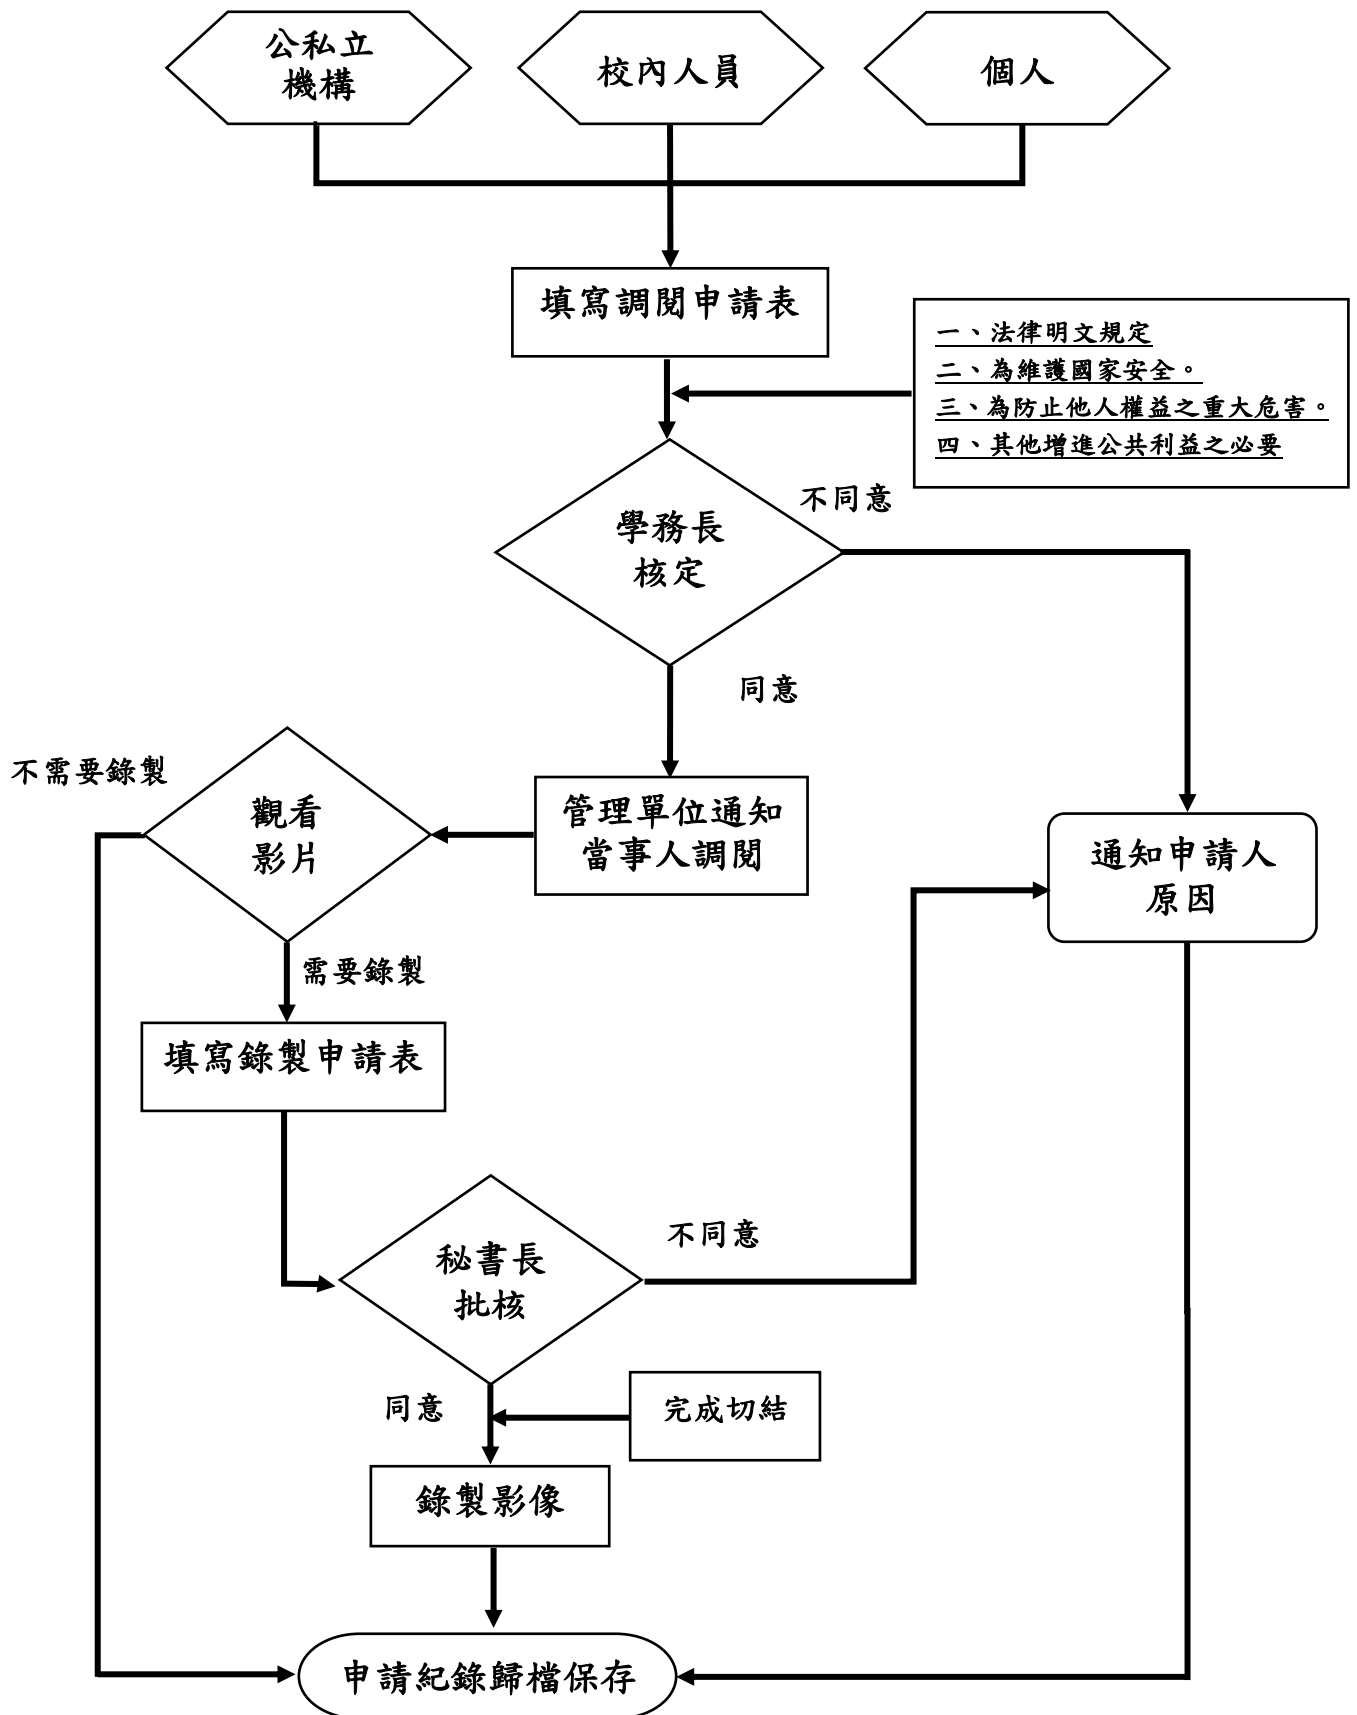 公私立
機構
校內人員
個人
填寫調閱申請表
一、法律明文規定
二、為維護國家安全。
三、為防止他人權益之重大危害。
四、其他增進公共利益之必要
不同意
學務長
核定
同意
不需要錄製
觀看
影片
管理單位通知
當事人調閱
通知申請人
原因
需要錄製
填寫錄製申請表
不同意
秘書長
批核
同意
完成切結
錄製影像
申請紀錄歸檔保存